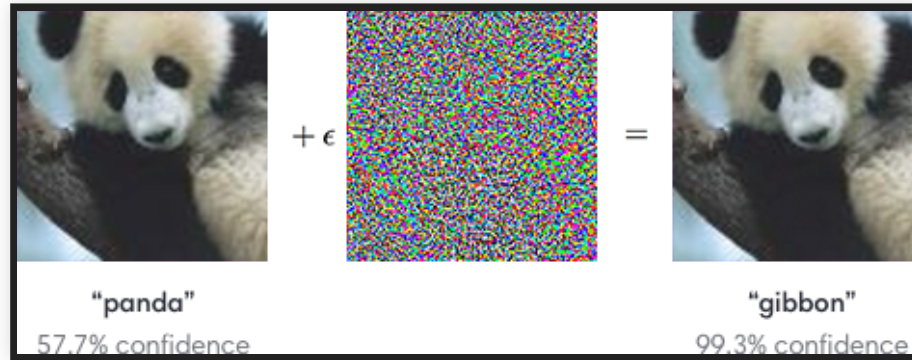 + ϵ =
“panda” “gibbon”
57.7% confidence 99.3% confidence